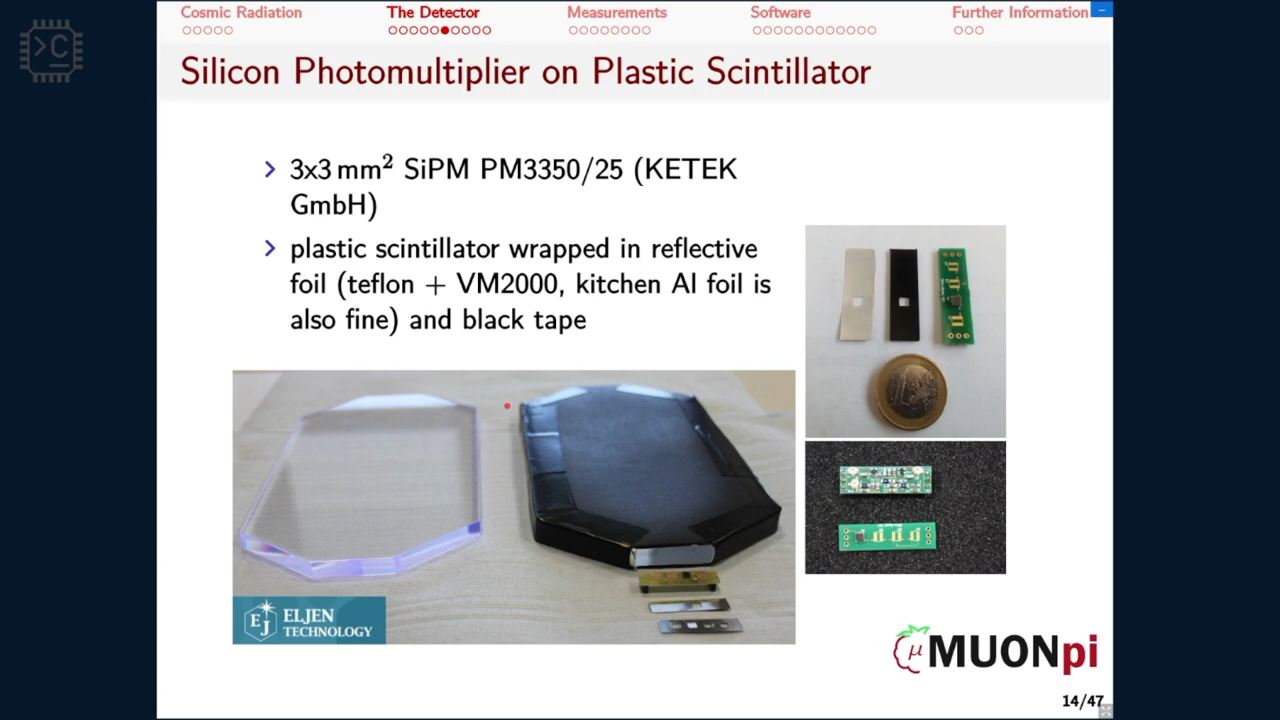 Cosmic Radiation The Detector Measurements Software Further Information
Silicon Photomultiplier on Plastic Scintillator
3x3 mm² SiPM PM3350/25 (KETEK
GmbH)
plastic scintillator wrapped in reflective
foil (teflon + VM2000, kitchen Al foil is
also fine) and black tape
EJ ELJEN
TECHNOLOGY
μ MUONpi
14/47